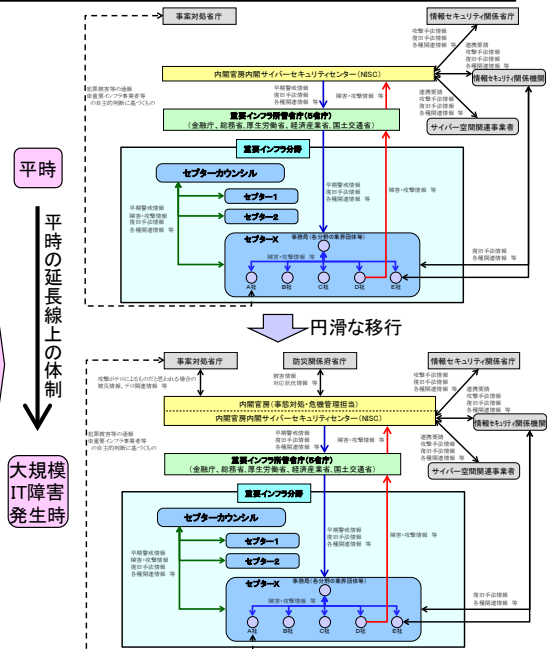 事案対処省庁
情報セキュリティ関係省庁
攻撃手法情報
復旧手法情報
各種関連情報 等
連携要請
攻撃手法情報
復旧手法情報
各種関連情報 等
内閣官房内閣サイバーセキュリティセンター(NISC)
情報セキュリティ関係機関
犯罪被害等の通報
※重要インフラ事業者等
の自主的判断に基づくもの
早期警戒情報
復旧手法情報
各種関連情報 等
障害・攻撃情報 等
連携要請
攻撃手法情報
復旧手法情報
各種関連情報 等
重要インフラ所管省庁(5省庁)
(金融庁、総務省、厚生労働省、経済産業省、国土交通省)
サイバー空間関連事業者
重要インフラ分野
平時
セプターカウンシル
セプター1
セプター2
早期警戒情報
障害・攻撃情報
復旧手法情報
各種関連情報 等
早期警戒情報
復旧手法情報
各種関連情報 等
障害・攻撃情報 等
セプターX
事務局(各分野の業界団体等)
障害・攻撃情報 等
A社
B社
C社
D社
E社
復旧手法情報
各種関連情報 等
平時の延長線上の体制
円滑な移行
事案対処省庁
防災関係府省庁
情報セキュリティ関係省庁
攻撃がテロによるものだと思われる場合の
被災情報、テロ関連情報 等
被害情報
対応状況情報 等
攻撃手法情報
復旧手法情報
各種関連情報 等
連携要請
攻撃手法情報
復旧手法情報
各種関連情報 等
内閣官房(事態対処・危機管理担当)
内閣官房内閣サイバーセキュリティセンター(NISC)
情報セキュリティ関係機関
犯罪被害等の通報
※重要インフラ事業者等
の自主的判断に基づくもの
早期警戒情報
復旧手法情報
各種関連情報 等
障害・攻撃情報 等
連携要請
攻撃手法情報
復旧手法情報
各種関連情報 等
重要インフラ所管省庁(5省庁)
(金融庁、総務省、厚生労働省、経済産業省、国土交通省)
サイバー空間関連事業者
大規模
IT障害
発生時
重要インフラ分野
セプターカウンシル
セプター1
セプター2
早期警戒情報
障害・攻撃情報
復旧手法情報
各種関連情報 等
早期警戒情報
復旧手法情報
各種関連情報 等
障害・攻撃情報 等
セプターX
事務局(各分野の業界団体等)
障害・攻撃情報 等
A社
B社
C社
D社
E社
復旧手法情報
各種関連情報 等